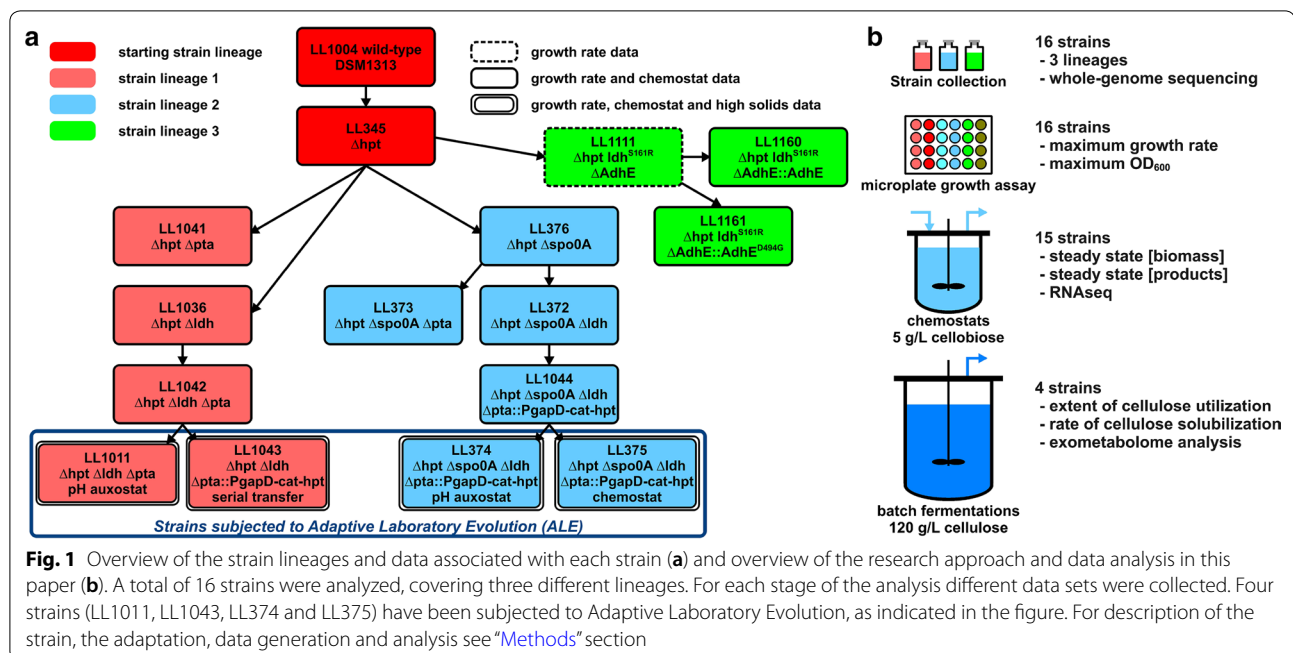 a
starting strain lineage
strain lineage 1
strain lineage 2
strain lineage 3
LL1004 wild-type
DSM1313
growth rate data
growth rate and chemostat data
growth rate, chemostat and high solids data
LL345
Δhpt
LL1111
Δhpt ldh^S161R
ΔAdhE
LL1160
Δhpt ldh^S161R
ΔAdhE::AdhE
LL1161
Δhpt ldh^S161R
ΔAdhE::AdhE^D494G
LL1041
Δhpt Δpta
LL376
Δhpt Δspo0A
LL1036
Δhpt Δldh
LL373
Δhpt Δspo0A Δpta
LL372
Δhpt Δspo0A Δldh
LL1042
Δhpt Δldh Δpta
LL1044
Δhpt Δspo0A Δldh
Δpta::PgapD-cat-hpt
LL1011
Δhpt Δldh Δpta
pH auxostat
LL1043
Δhpt Δldh
Δpta::PgapD-cat-hpt
serial transfer
LL374
Δhpt Δspo0A Δldh
Δpta::PgapD-cat-hpt
pH auxostat
LL375
Δhpt Δspo0A Δldh
Δpta::PgapD-cat-hpt
chemostat
Strains subjected to Adaptive Laboratory Evolution (ALE)
b
Strain collection
16 strains
- 3 lineages
- whole-genome sequencing
microplate growth assay
16 strains
- maximum growth rate
- maximum OD₆₀₀
chemostats
5 g/L cellobiose
15 strains
- steady state [biomass]
- steady state [products]
- RNAseq
batch fermentations
120 g/L cellulose
4 strains
- extent of cellulose utilization
- rate of cellulose solubilization
- exometabolome analysis
Fig. 1 Overview of the strain lineages and data associated with each strain (a) and overview of the research approach and data analysis in this
paper (b). A total of 16 strains were analyzed, covering three different lineages. For each stage of the analysis different data sets were collected. Four
strains (LL1011, LL1043, LL374 and LL375) have been subjected to Adaptive Laboratory Evolution, as indicated in the figure. For description of the
strain, the adaptation, data generation and analysis see “Methods” section